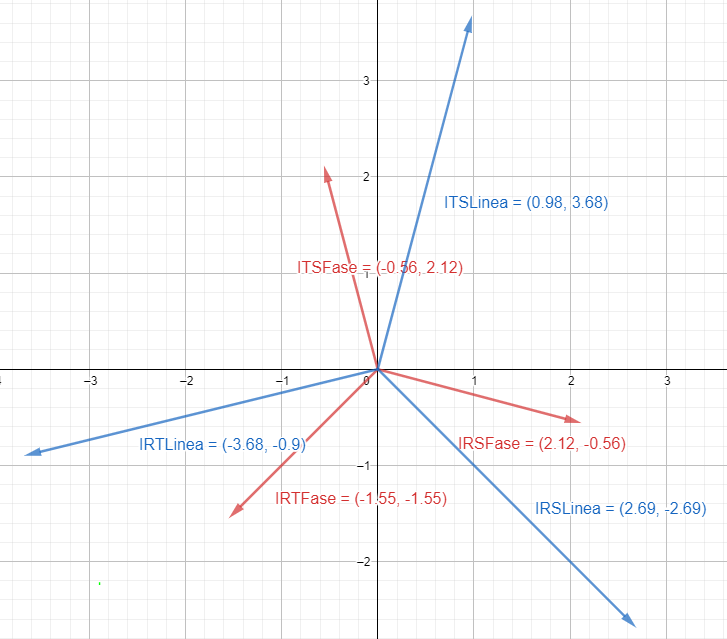 3
ITSLinea = (0.98, 3.68)
2
ITSFase = (-0.56, 2.12)
1
−4
−3
−2
−1
0
1
2
3
IRTLinea = (-3.68, -0.9)
IRSFase = (2.12, -0.56)
−1
IRTFase = (-1.55, -1.55)
IRSLinea = (2.69, -2.69)
−2